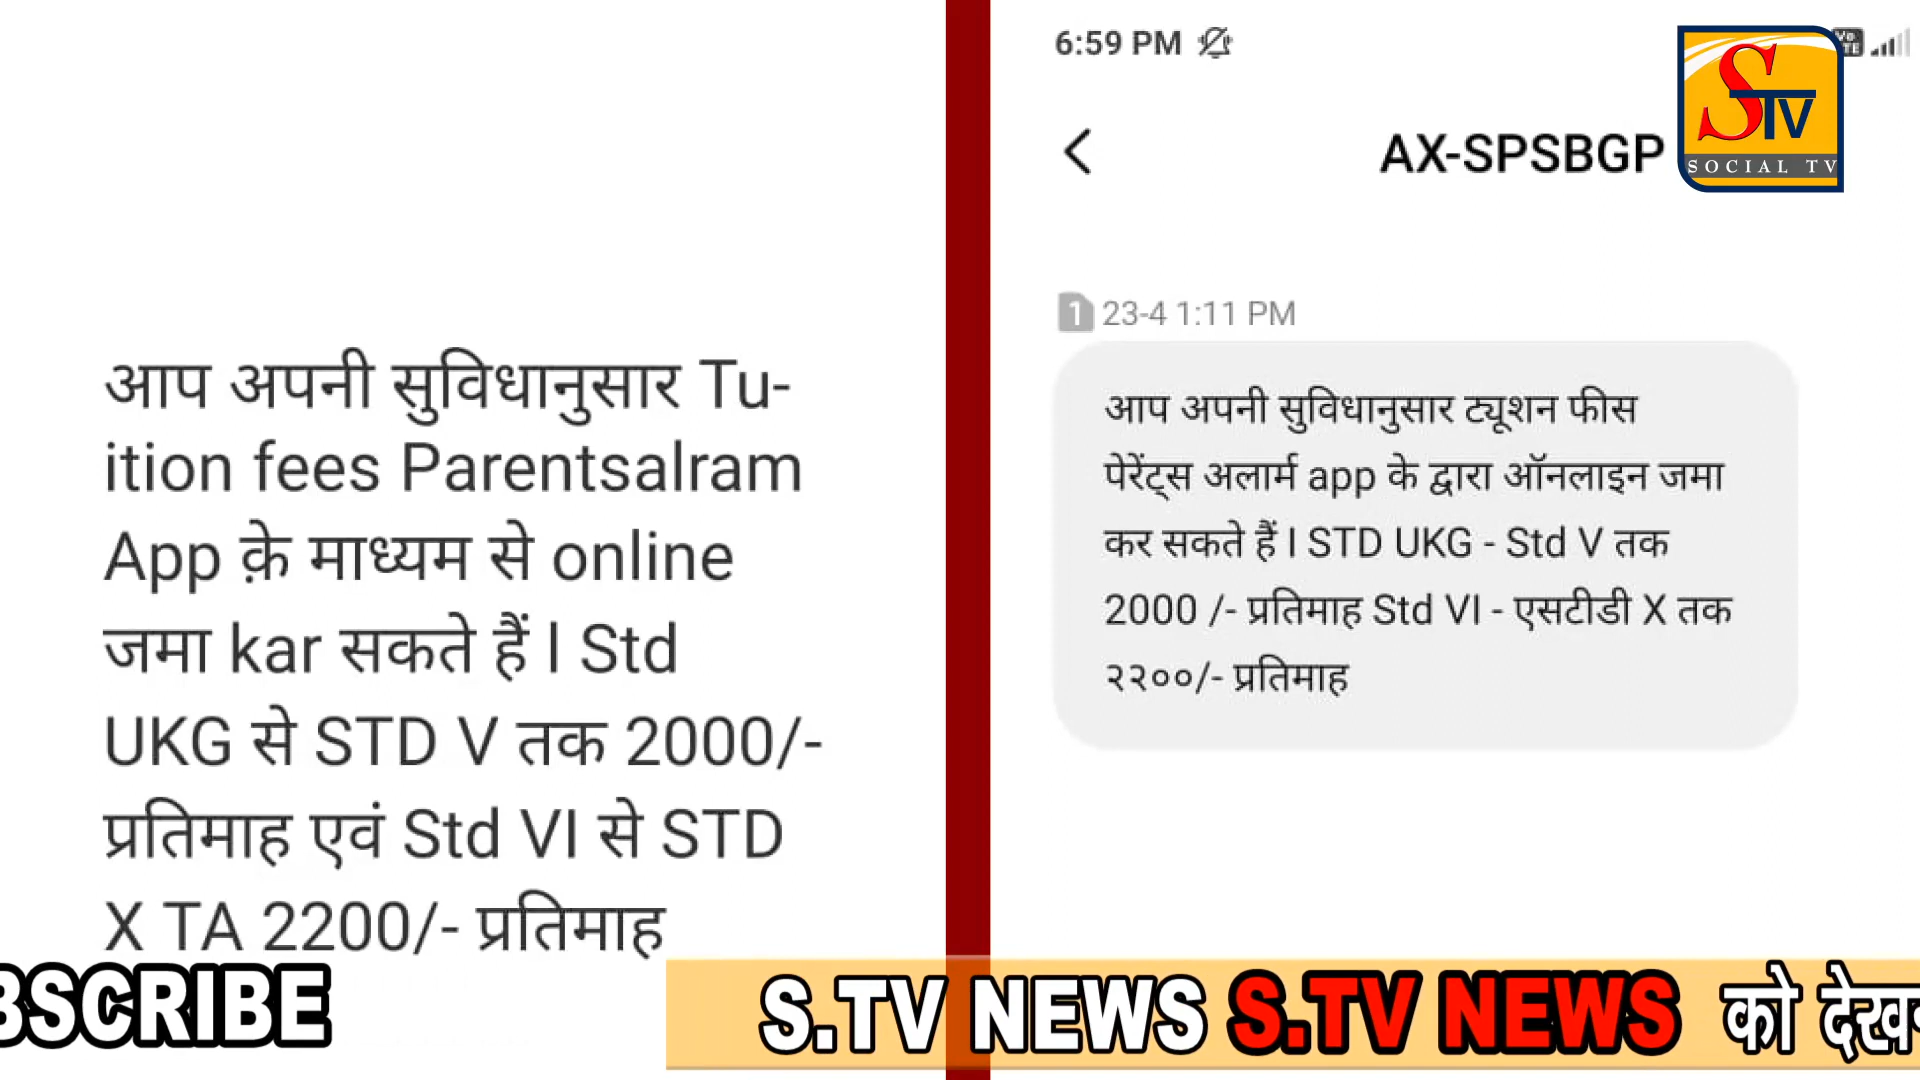 आप अपनी सुविधानुसार Tu-
ition fees Parentsalram
App क़े माध्यम से online
जमा kar सकते हैं l Std
UKG से STD V तक 2000/-
प्रतिमाह एवं Std VI से STD
X TA 2200/- प्रतिमाह
6:59 PM
AX-SPSBGP
STV
SOCIAL TV
1 23-4 1:11 PM
आप अपनी सुविधानुसार ट्यूशन फीस
पेरेंट्स अलार्म app के द्वारा ऑनलाइन जमा
कर सकते हैं l STD UKG - Std V तक
2000 /- प्रतिमाह Std VI - एसटीडी X तक
२२००/- प्रतिमाह
BSCRIBE S.TV NEWS S.TV NEWS को